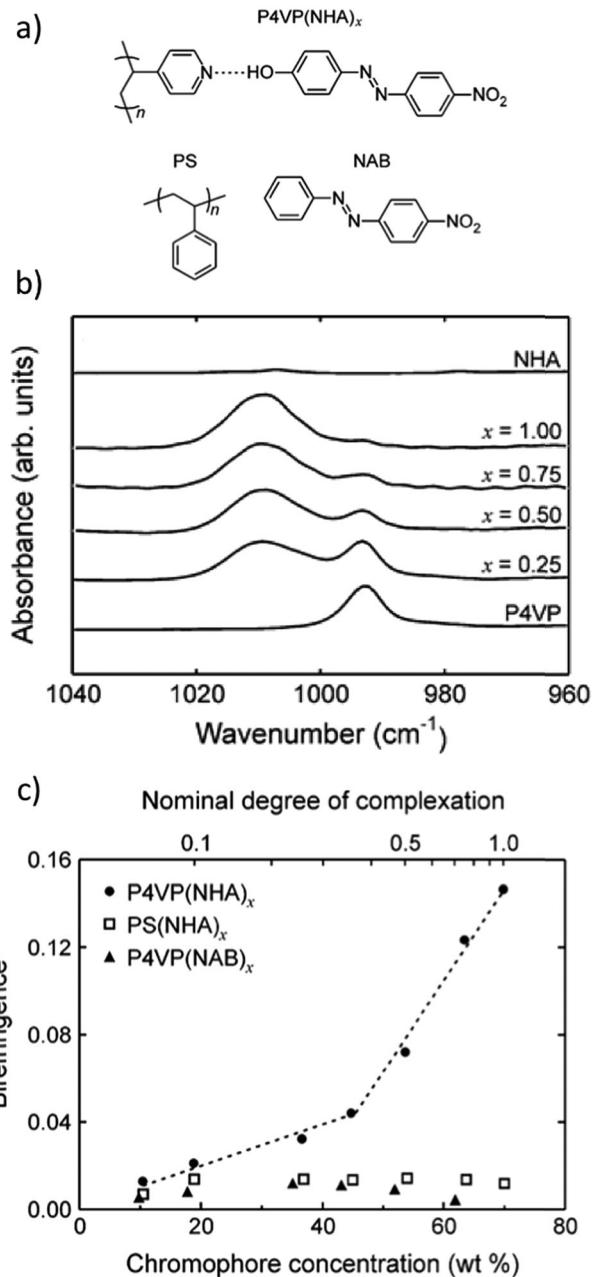 a)
P4VP(NHA)x
N HO N N NO2
n
PS NAB
n
N N NO2
b)
NHA
x = 1.00
x = 0.75
x = 0.50
x = 0.25
P4VP
Absorbance (arb. units)
1040 1020 1000 980 960
Wavenumber (cm-1)
c)
Nominal degree of complexation
0.1 0.5 1.0
0.16
0.12
0.08
0.04
0.00
P4VP(NHA)x
PS(NHA)x
P4VP(NAB)x
Birefringence
0 20 40 60 80
Chromophore concentration (wt %)